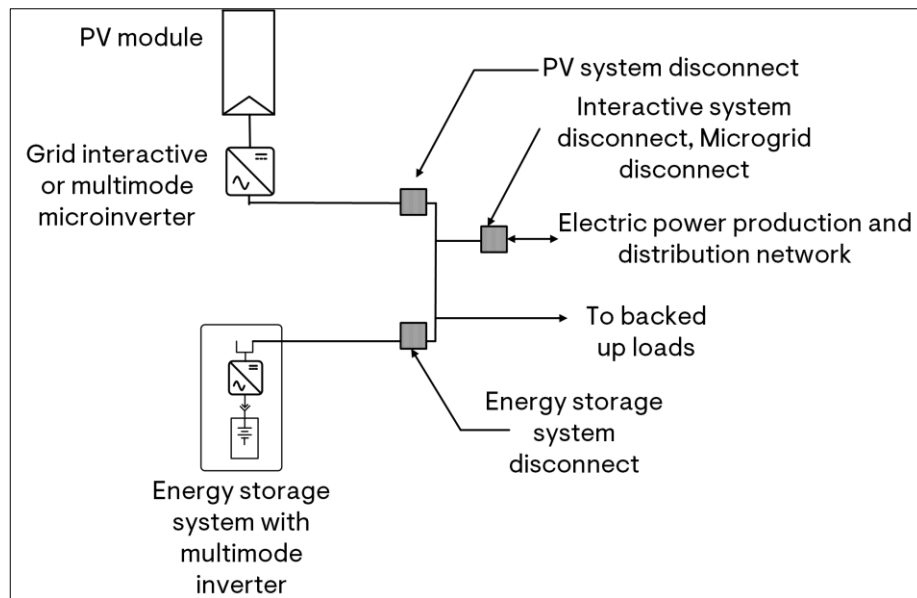 PV module
PV system disconnect
Interactive system
disconnect, Microgrid
disconnect
Grid interactive
or multimode
microinverter
Electric power production and
distribution network
To backed
up loads
Energy storage
system
disconnect
Energy storage
system with
multimode
inverter